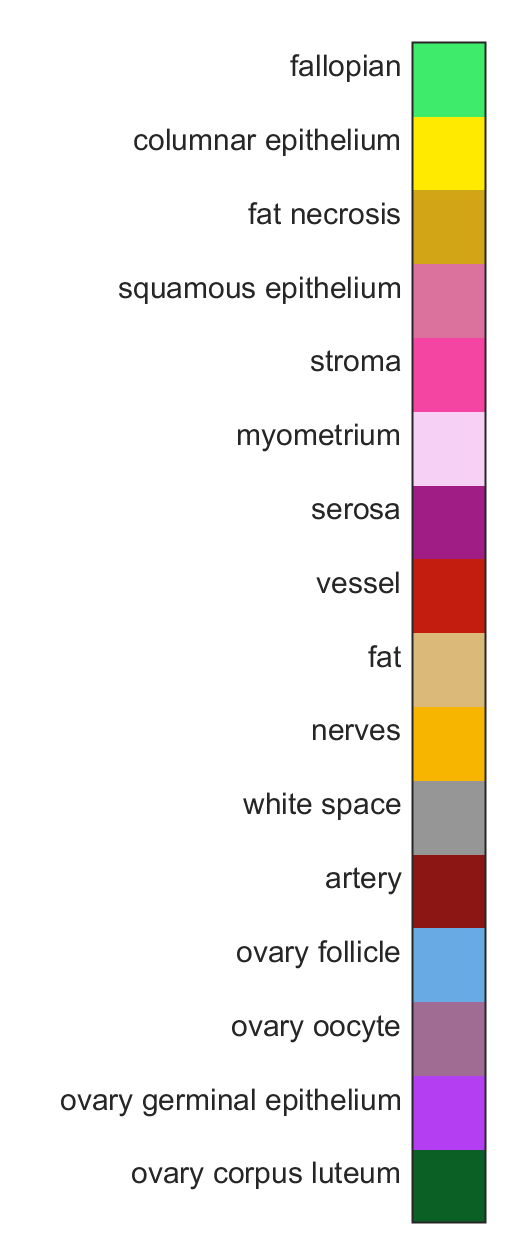 fallopian
columnar epithelium
fat necrosis
squamous epithelium
stroma
myometrium
serosa
vessel
fat
nerves
white space
artery
ovary follicle
ovary oocyte
ovary germinal epithelium
ovary corpus luteum